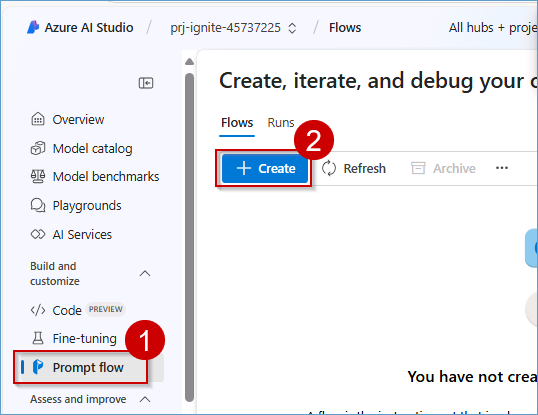 Azure AI Studio / prj-ignite-45737225 / Flows All hubs + proje
Create, iterate, and debug your
Overview
Model catalog
Model benchmarks
Playgrounds
AI Services
Build and
customize
Code PREVIEW
Fine-tuning
1
Prompt flow
Assess and improve
Flows Runs
2
+ Create Refresh Archive ...
You have not crea